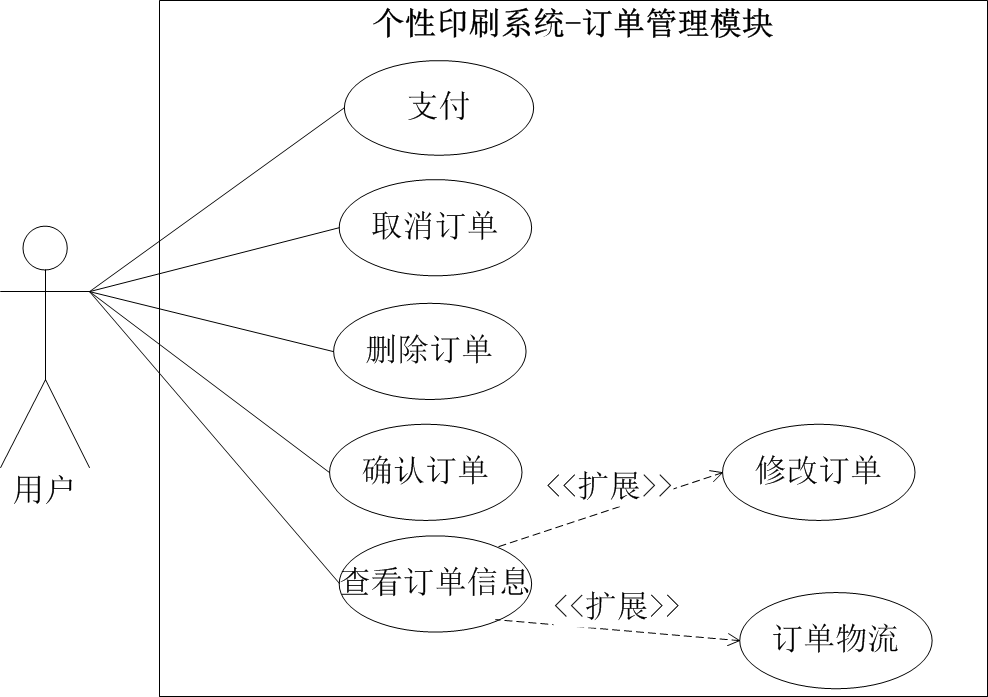 个性印刷系统-订单管理模块
支付
取消订单
删除订单
确认订单
修改订单
<<扩展>>
用户
查看订单信息
<<扩展>>
订单物流